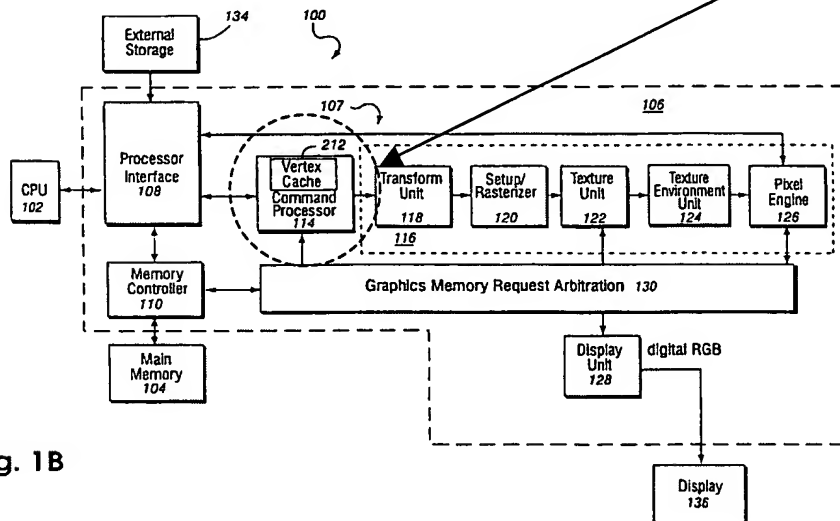 External
Storage
134
100
107
106
212
Vertex
Cache
Command
Processor
114
Processor
Interface
108
CPU
102
Transform
Unit
118
Setup/
Rasterizer
120
Texture
Unit
122
Texture
Environment
Unit
124
Pixel
Engine
126
116
Memory
Controller
110
Graphics Memory Request Arbitration 130
Main
Memory
104
Display
Unit
128
digital RGB
g. 1B
Display
136